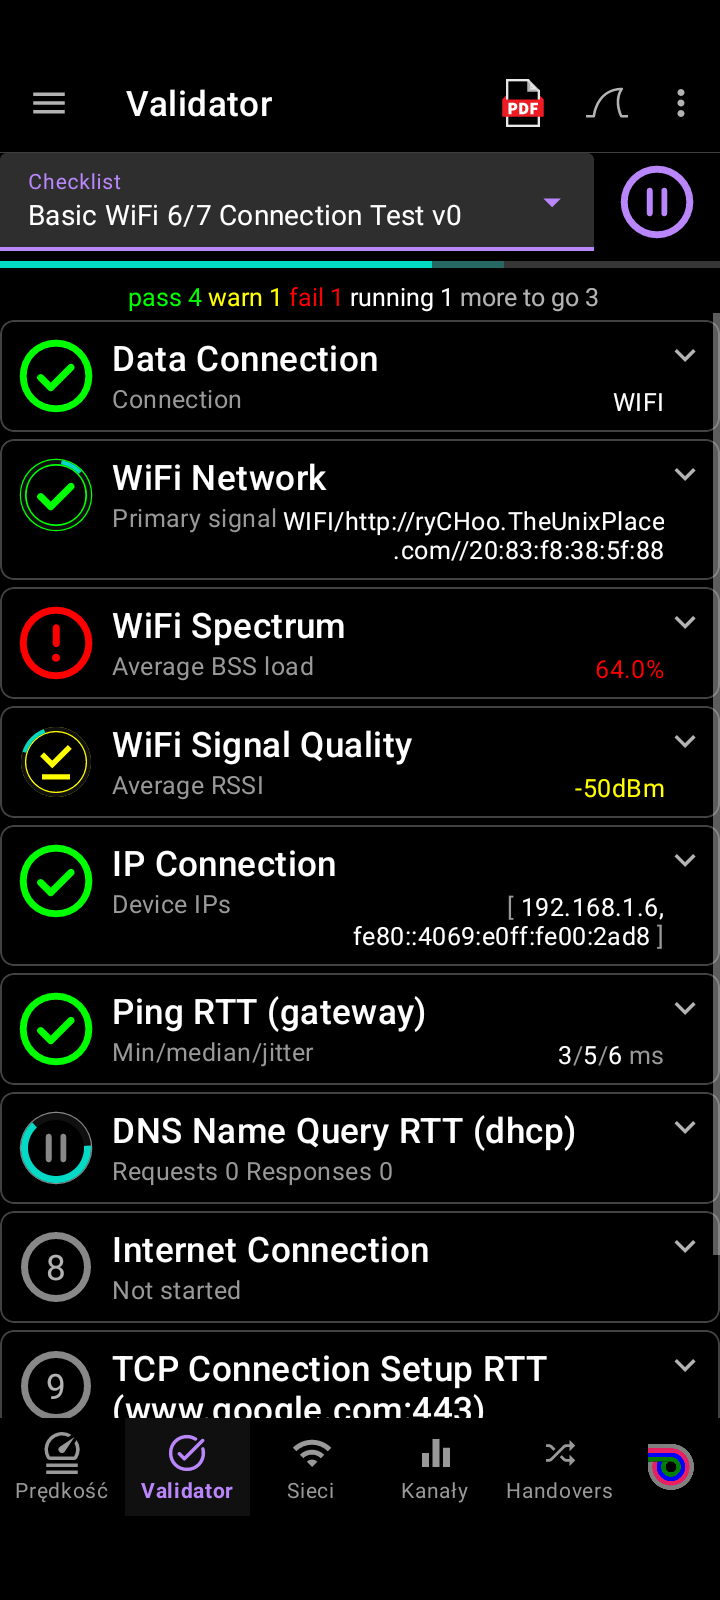 Validator
PDF
Checklist
Basic WiFi 6/7 Connection Test v0
pass 4 warn 1 fail 1 running 1 more to go 3
Data Connection
Connection
WIFI
WiFi Network
Primary signal WIFI/http://ryCHoo.TheUnixPlace
.com//20:83:f8:38:5f:88
WiFi Spectrum
Average BSS load
64.0%
WiFi Signal Quality
Average RSSI
-50dBm
IP Connection
Device IPs
[ 192.168.1.6,
fe80::4069:e0ff:fe00:2ad8 ]
Ping RTT (gateway)
Min/median/jitter
3/5/6 ms
DNS Name Query RTT (dhcp)
Requests 0 Responses 0
8
Internet Connection
Not started
9
TCP Connection Setup RTT
(www.google.com:443)
Prędkość
Validator
Sieci
Kanały
Handovers